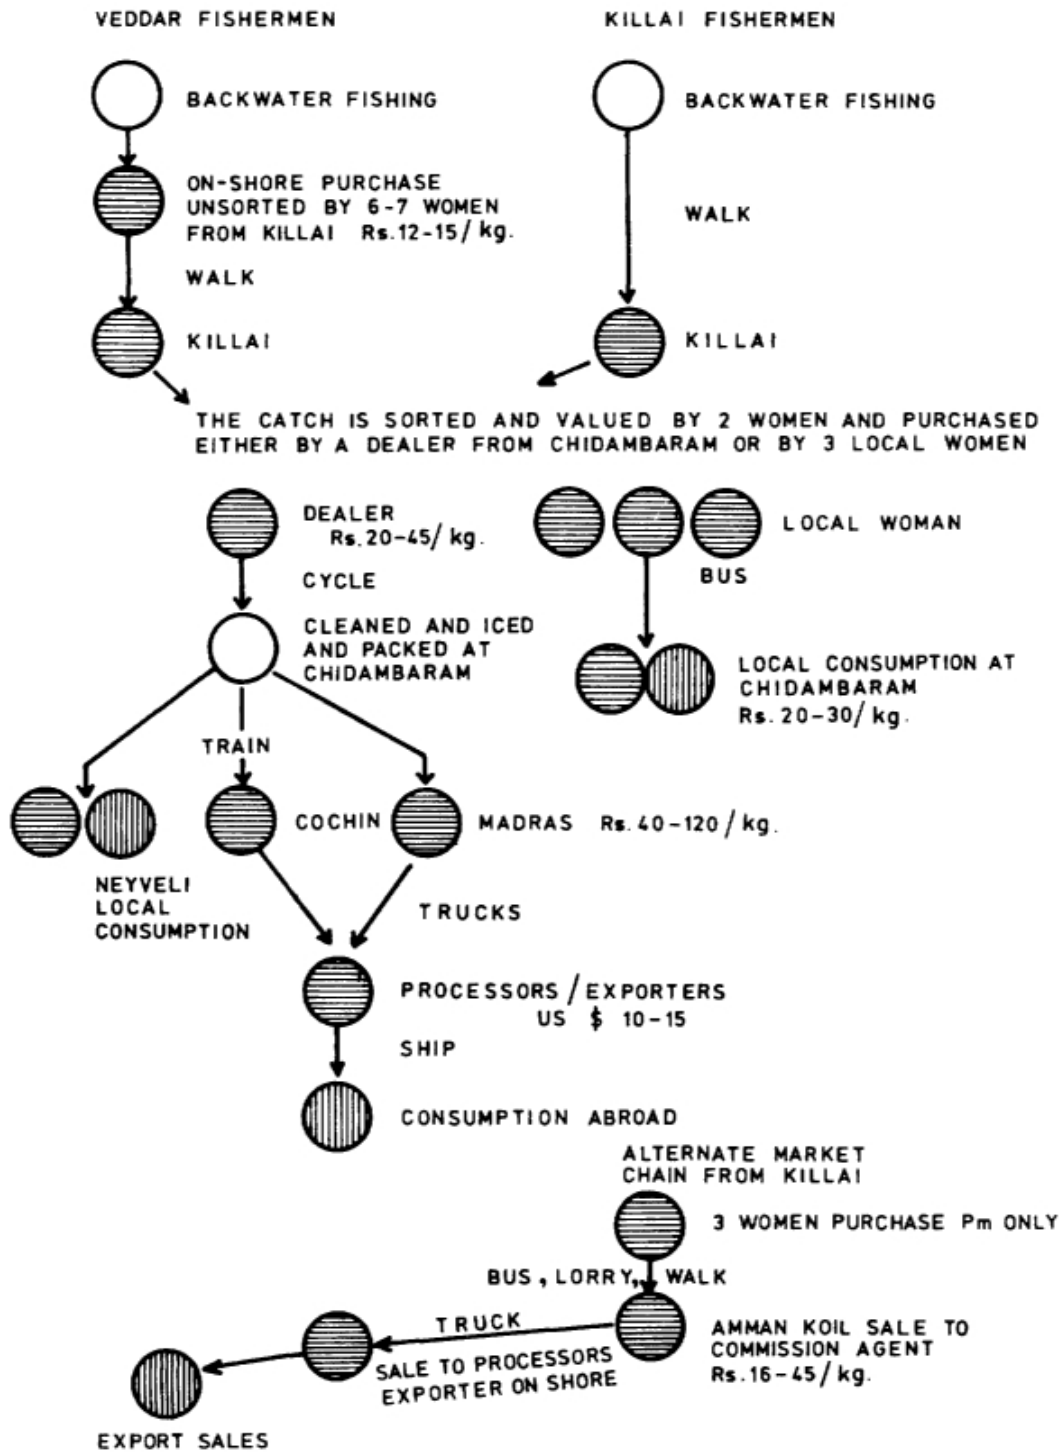 VEDDAR FISHERMEN
KILLAI FISHERMEN
BACKWATER FISHING
BACKWATER FISHING
ON-SHORE PURCHASE
UNSORTED BY 6-7 WOMEN
FROM KILLAI Rs.12-15/kg.
WALK
WALK
KILLAI
KILLAI
THE CATCH IS SORTED AND VALUED BY 2 WOMEN AND PURCHASED
EITHER BY A DEALER FROM CHIDAMBARAM OR BY 3 LOCAL WOMEN
DEALER
Rs.20-45/kg.
LOCAL WOMAN
CYCLE
BUS
CLEANED AND ICED
AND PACKED AT
CHIDAMBARAM
LOCAL CONSUMPTION AT
CHIDAMBARAM
Rs.20-30/kg.
TRAIN
COCHIN
MADRAS Rs.40-120/kg.
NEYVELI
LOCAL
CONSUMPTION
TRUCKS
PROCESSORS/EXPORTERS
US $ 10-15
SHIP
CONSUMPTION ABROAD
ALTERNATE MARKET
CHAIN FROM KILLAI
3 WOMEN PURCHASE Pm ONLY
BUS, LORRY, WALK
AMMAN KOIL SALE TO
COMMISSION AGENT
Rs.16-45/kg.
TRUCK
SALE TO PROCESSORS
EXPORTER ON SHORE
EXPORT SALES